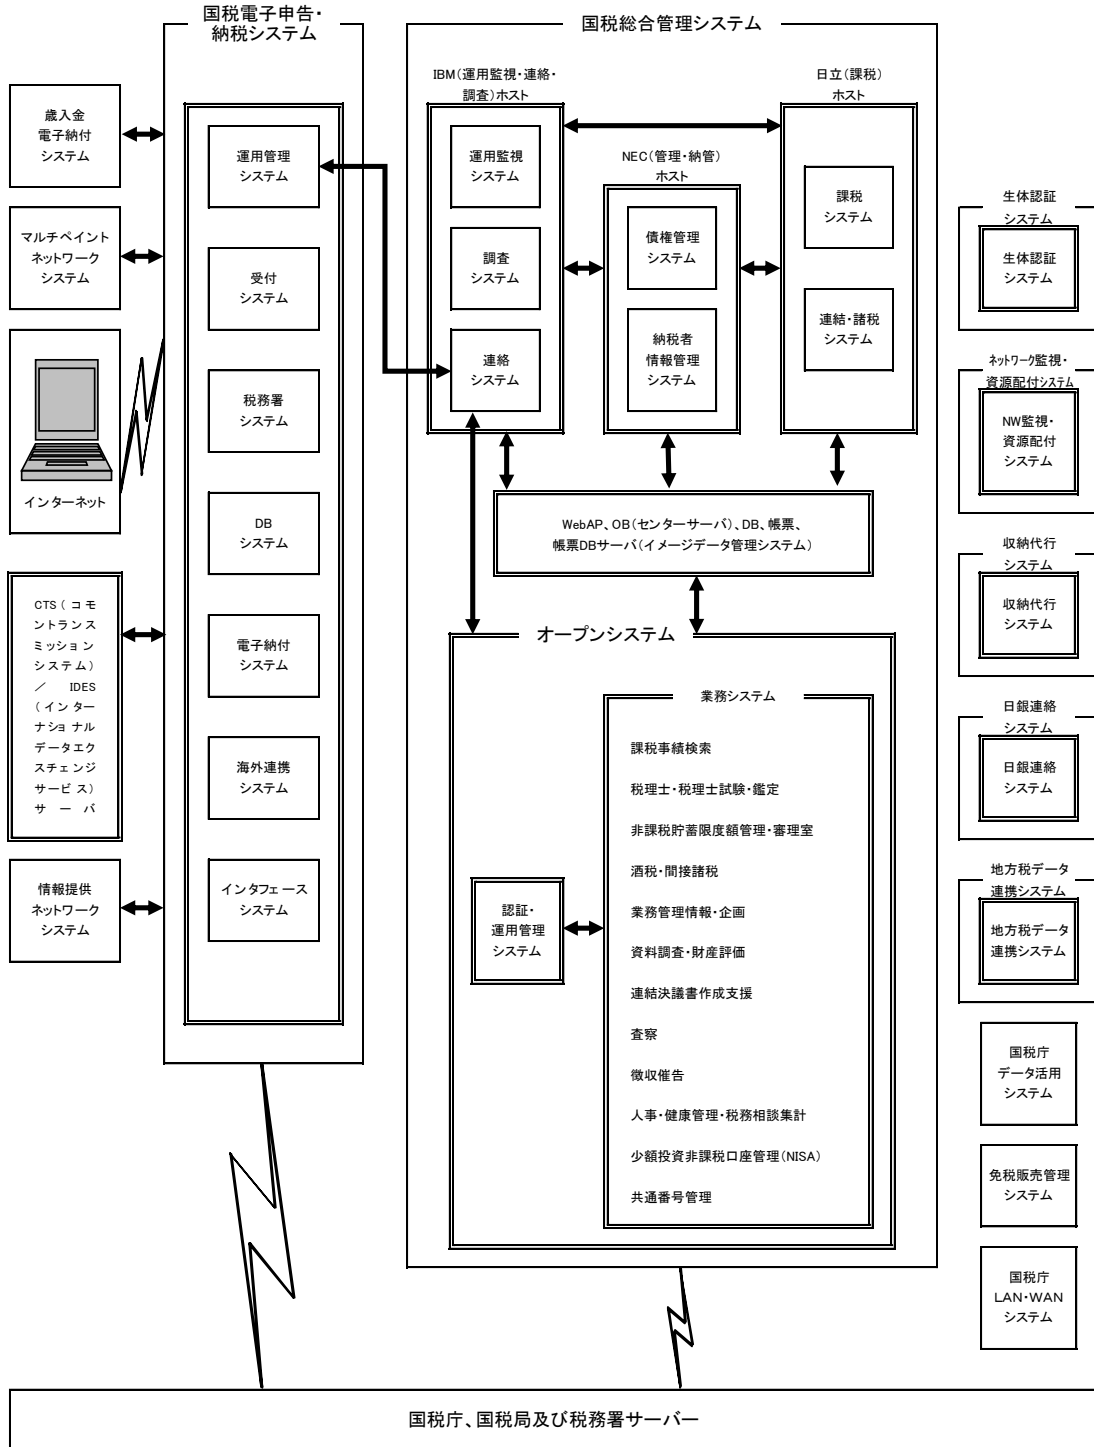 国税電子申告・
納税システム
国税総合管理システム
歳入金
電子納付
システム
マルチペイント
ネットワーク
システム
インターネット
CTS(コモ
ントランス
ミッション
システム)
/ IDES
(インター
ナショナル
データエク
スチェンジ
サービス)
サーバ
情報提供
ネットワーク
システム
運用管理
システム
受付
システム
税務署
システム
DB
システム
電子納付
システム
海外連携
システム
インタフェース
システム
IBM(運用監視・連絡・
調査)ホスト
運用監視
システム
調査
システム
連絡
システム
NEC(管理・納管)
ホスト
債権管理
システム
納税者
情報管理
システム
日立(課税)
ホスト
課税
システム
連結・諸税
システム
WebAP、OB(センターサーバ)、DB、帳票、
帳票DBサーバ(イメージデータ管理システム)
オープンシステム
認証・
運用管理
システム
業務システム
課税事績検索
税理士・税理士試験・鑑定
非課税貯蓄限度額管理・審理室
酒税・間接諸税
業務管理情報・企画
資料調査・財産評価
連結決議書作成支援
査察
徴収催告
人事・健康管理・税務相談集計
少額投資非課税口座管理(NISA)
共通番号管理
生体認証
システム
生体認証
システム
ネットワーク監視・
資源配付システム
NW監視・
資源配付
システム
収納代行
システム
収納代行
システム
日銀連絡
システム
日銀連絡
システム
地方税データ
連携システム
地方税データ
連携システム
国税庁
データ活用
システム
免税販売管理
システム
国税庁
LAN・WAN
システム
国税庁、国税局及び税務署サーバー